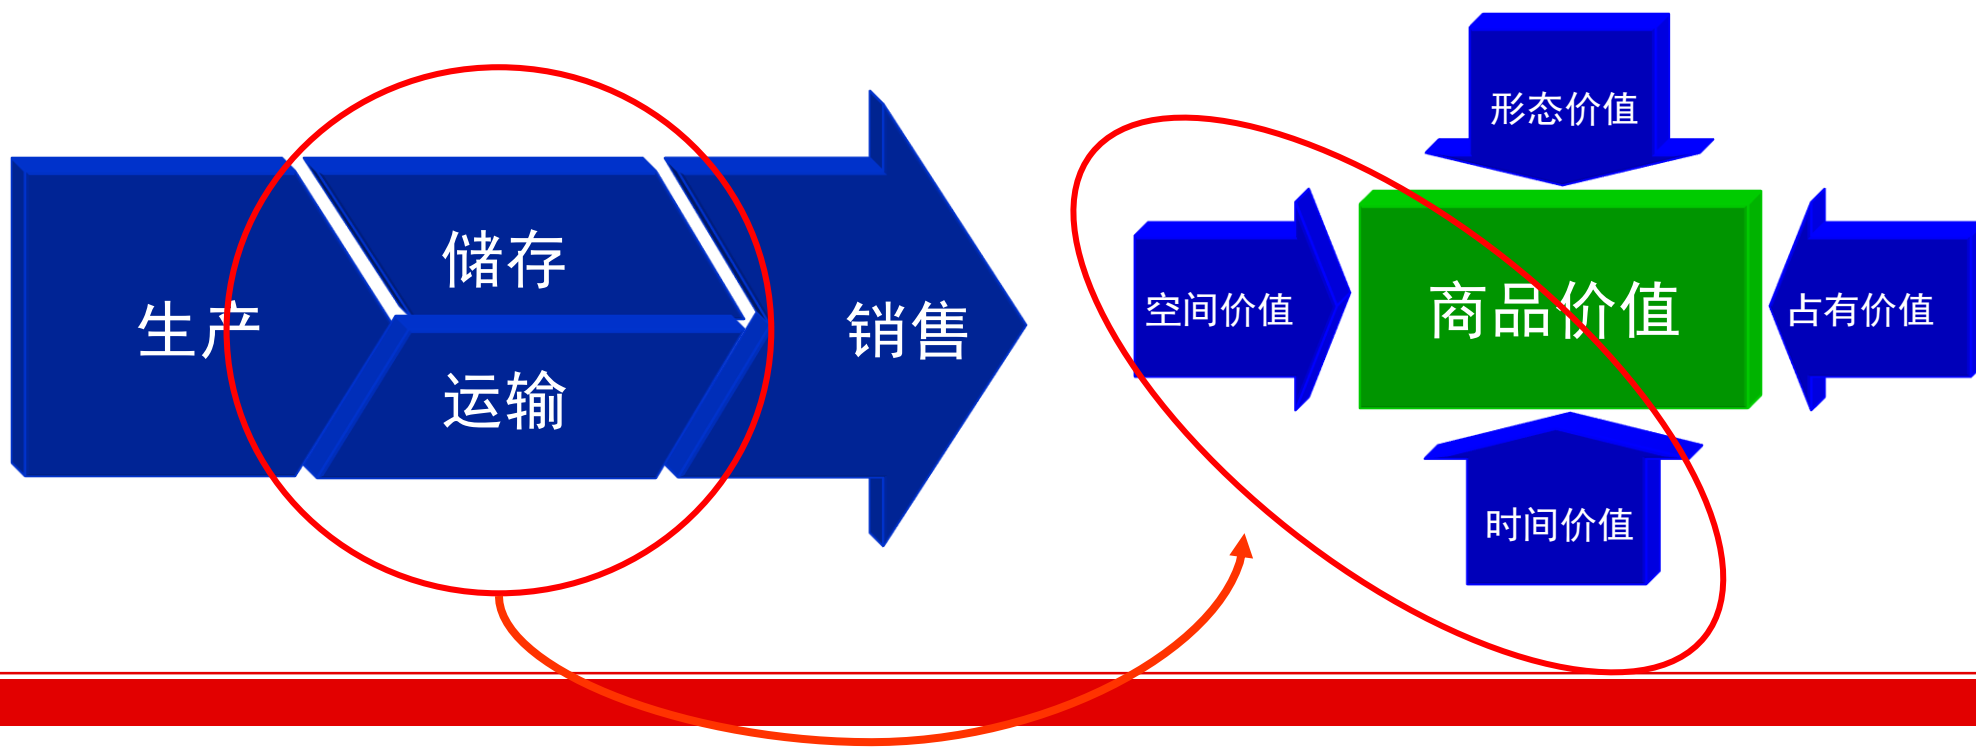 生产
储存
运输
销售
形态价值
空间价值
商品价值
占有价值
时间价值